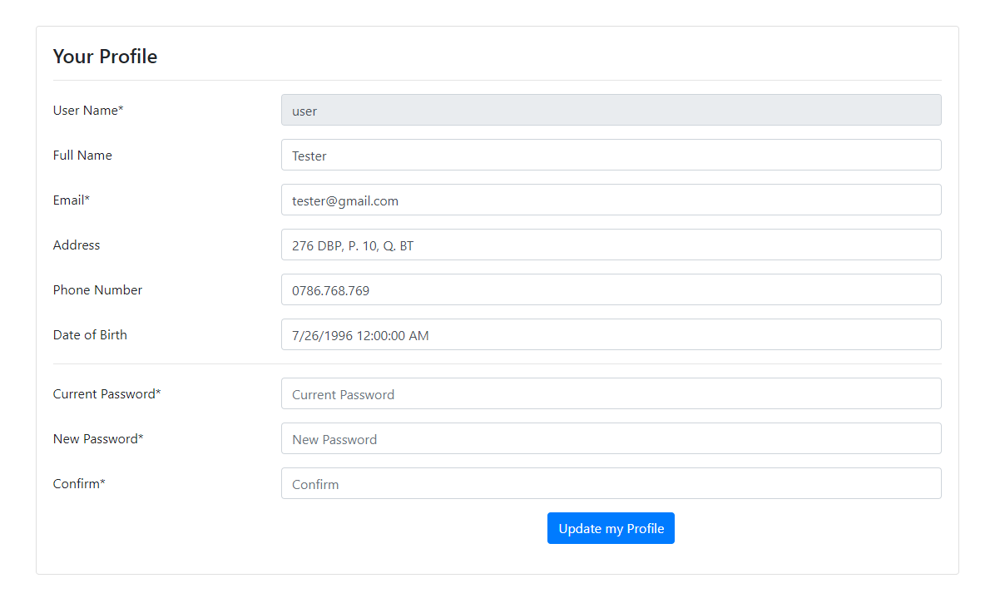 Your Profile
User Name* user
Full Name Tester
Email* tester@gmail.com
Address 276 DBP, P. 10, Q. BT
Phone Number 0786.768.769
Date of Birth 7/26/1996 12:00:00 AM
Current Password* Current Password
New Password* New Password
Confirm* Confirm
Update my Profile